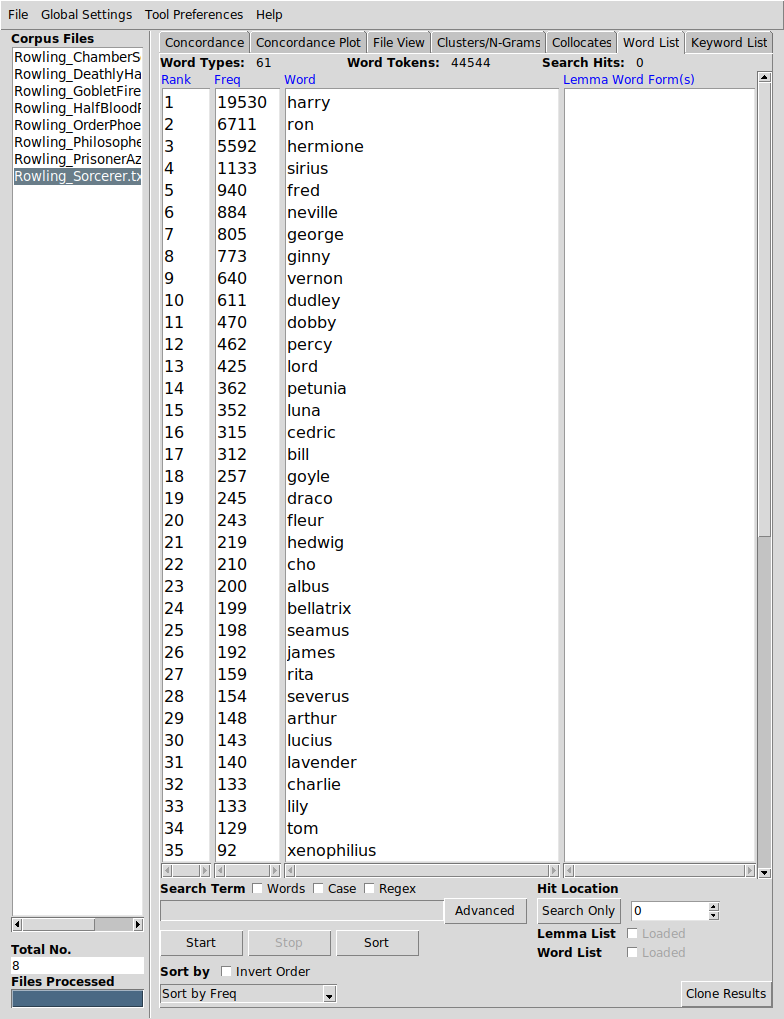 File Global Settings Tool Preferences Help
Corpus Files
Rowling_ChamberS
Rowling_DeathlyHa
Rowling_GobletFire
Rowling_HalfBloodP
Rowling_OrderPhoe
Rowling_Philosophe
Rowling_PrisonerAz
Rowling_Sorcerer.tx
Total No.
8
Files Processed
Concordance Concordance Plot File View Clusters/N-Grams Collocates Word List Keyword List
Word Types: 61 Word Tokens: 44544 Search Hits: 0
Rank Freq Word Lemma Word Form(s)
1 19530 harry
2 6711 ron
3 5592 hermione
4 1133 sirius
5 940 fred
6 884 neville
7 805 george
8 773 ginny
9 640 vernon
10 611 dudley
11 470 dobby
12 462 percy
13 425 lord
14 362 petunia
15 352 luna
16 315 cedric
17 312 bill
18 257 goyle
19 245 draco
20 243 fleur
21 219 hedwig
22 210 cho
23 200 albus
24 199 bellatrix
25 198 seamus
26 192 james
27 159 rita
28 154 severus
29 148 arthur
30 143 lucius
31 140 lavender
32 133 charlie
33 133 lily
34 129 tom
35 92 xenophilius
Search Term Words Case Regex
Advanced
Start Stop Sort
Sort by Invert Order
Sort by Freq
Hit Location
Search Only 0
Lemma List Loaded
Word List Loaded
Clone Results